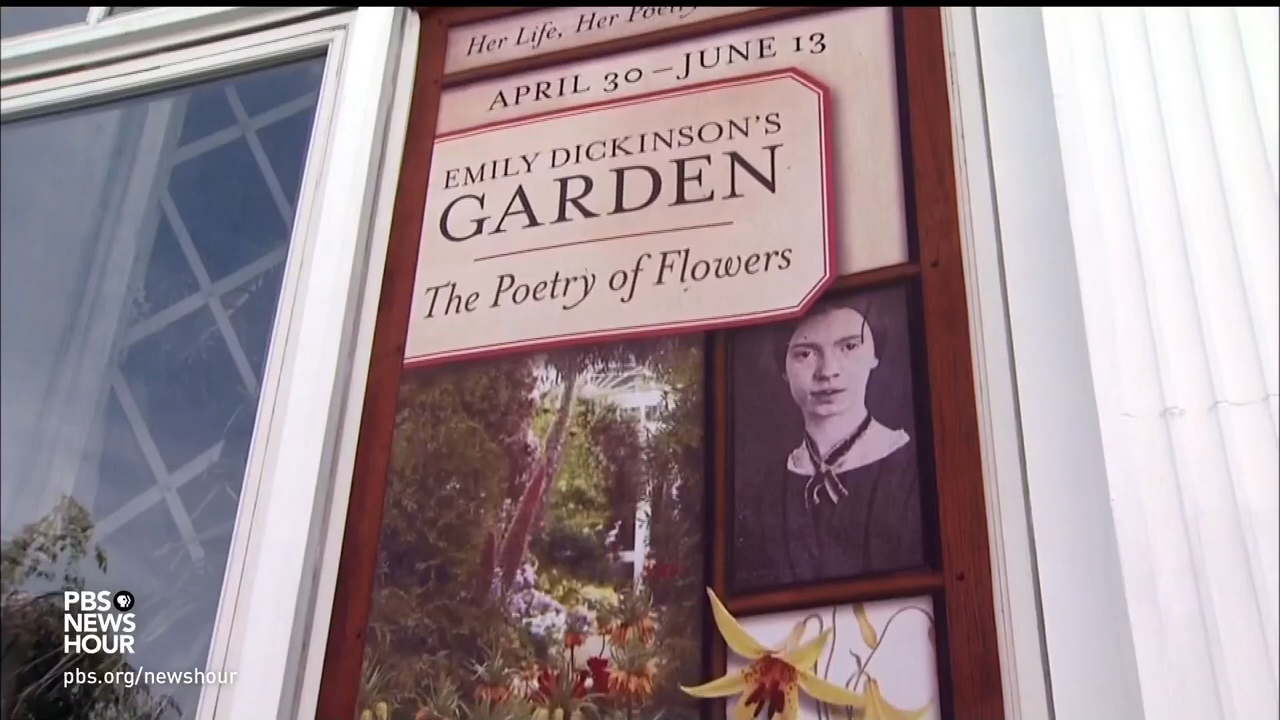 Her Life, Her Poetry
APRIL 30 – JUNE 13
EMILY DICKINSON'S
GARDEN
The Poetry of Flowers
PBS
NEWS
HOUR
pbs.org/newshour